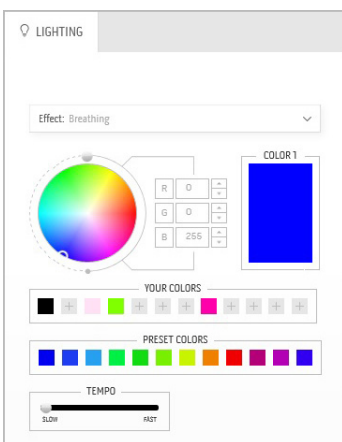 LIGHTING
Effect: Breathing
COLOR 1
R 0
G 0
B 255
YOUR COLORS
PRESET COLORS
TEMPO
SLOW FAST